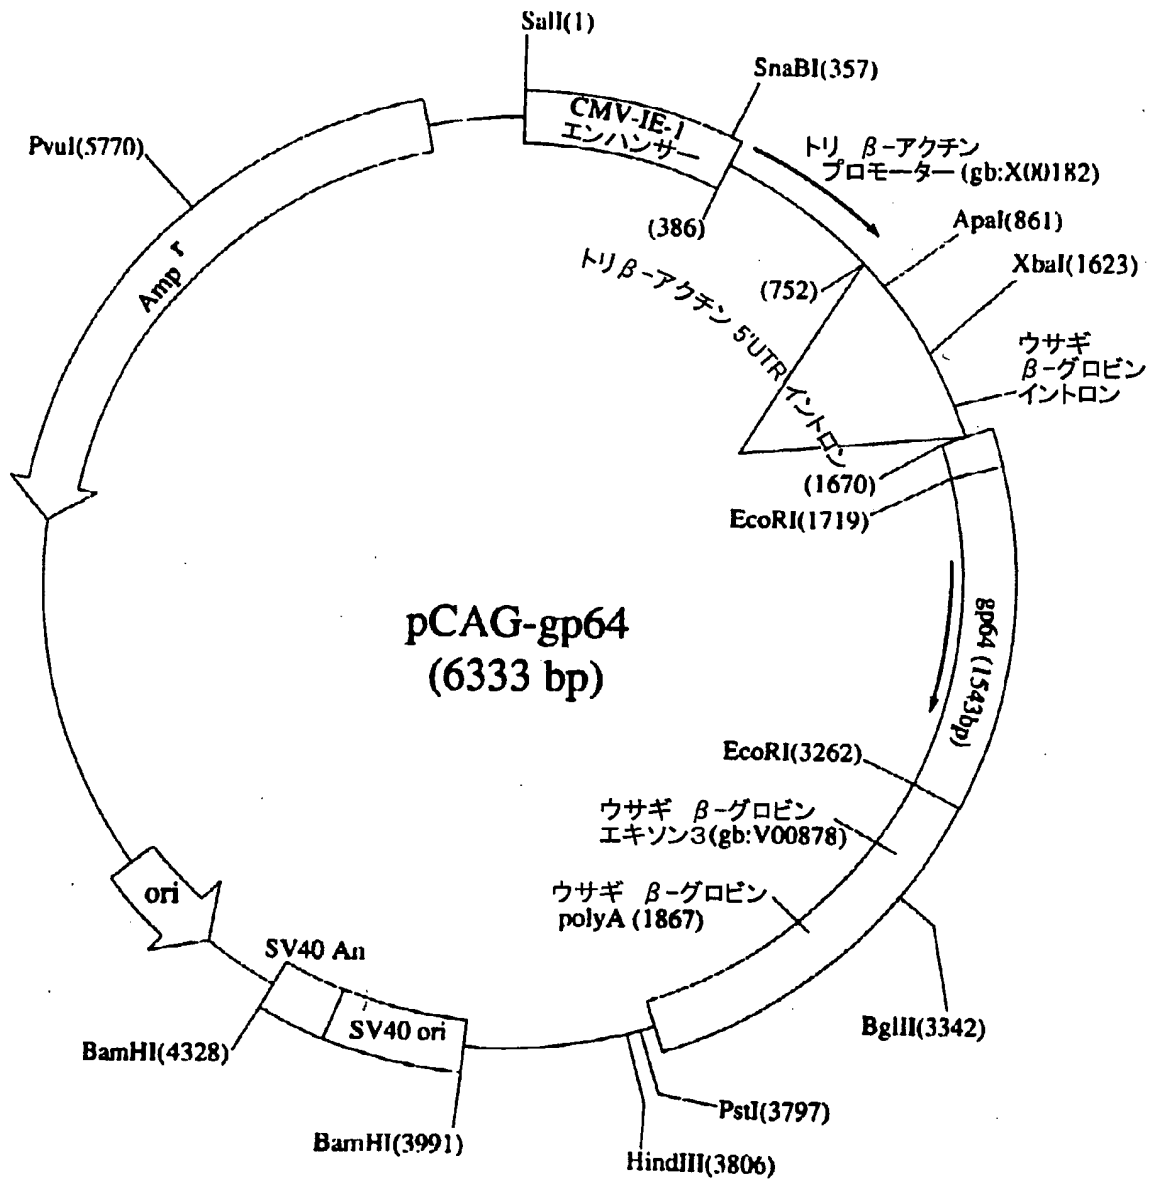 SalI(1)
SnaBI(357)
CMV-IE-1
エンハンサー
トリ β-アクチン
プロモーター (gb:X00182)
PvuI(5770)
(386)
ApaI(861)
XbaI(1623)
トリβ-アクチン 5'UTR イントロン
(752)
Amp r
ウサギ
β-グロビン
イントロン
(1670)
EcoRI(1719)
pCAG-gp64
(6333 bp)
gp64 (1543bp)
EcoRI(3262)
ウサギ β-グロビン
エキソン3(gb:V00878)
ウサギ β-グロビン
polyA (1867)
ori
SV40 An
SV40 ori
BglII(3342)
BamHI(4328)
PstI(3797)
BamHI(3991)
HindIII(3806)